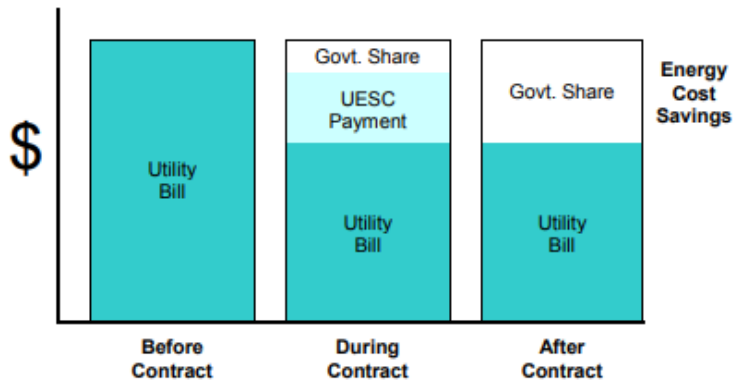 $
Utility
Bill
Govt. Share
UESC
Payment
Utility
Bill
Govt. Share
Utility
Bill
Energy
Cost
Savings
Before
Contract
During
Contract
After
Contract